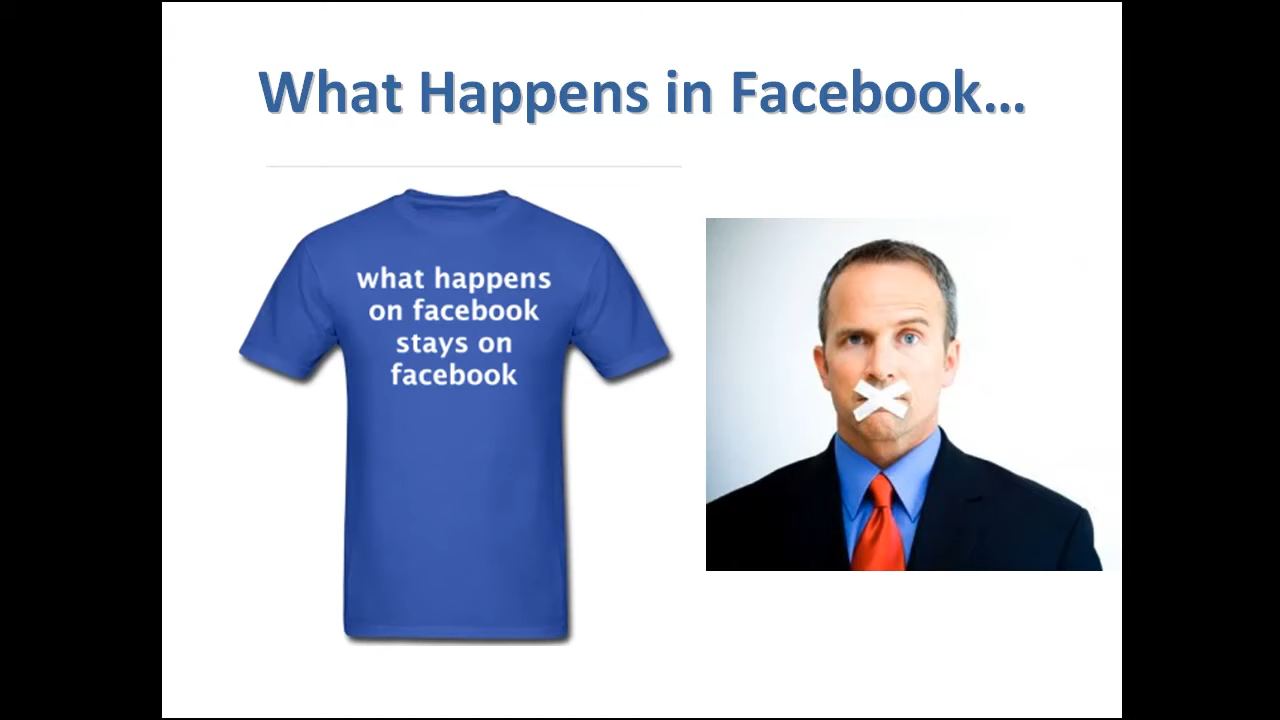 What Happens in Facebook...
what happens
on facebook
stays on
facebook